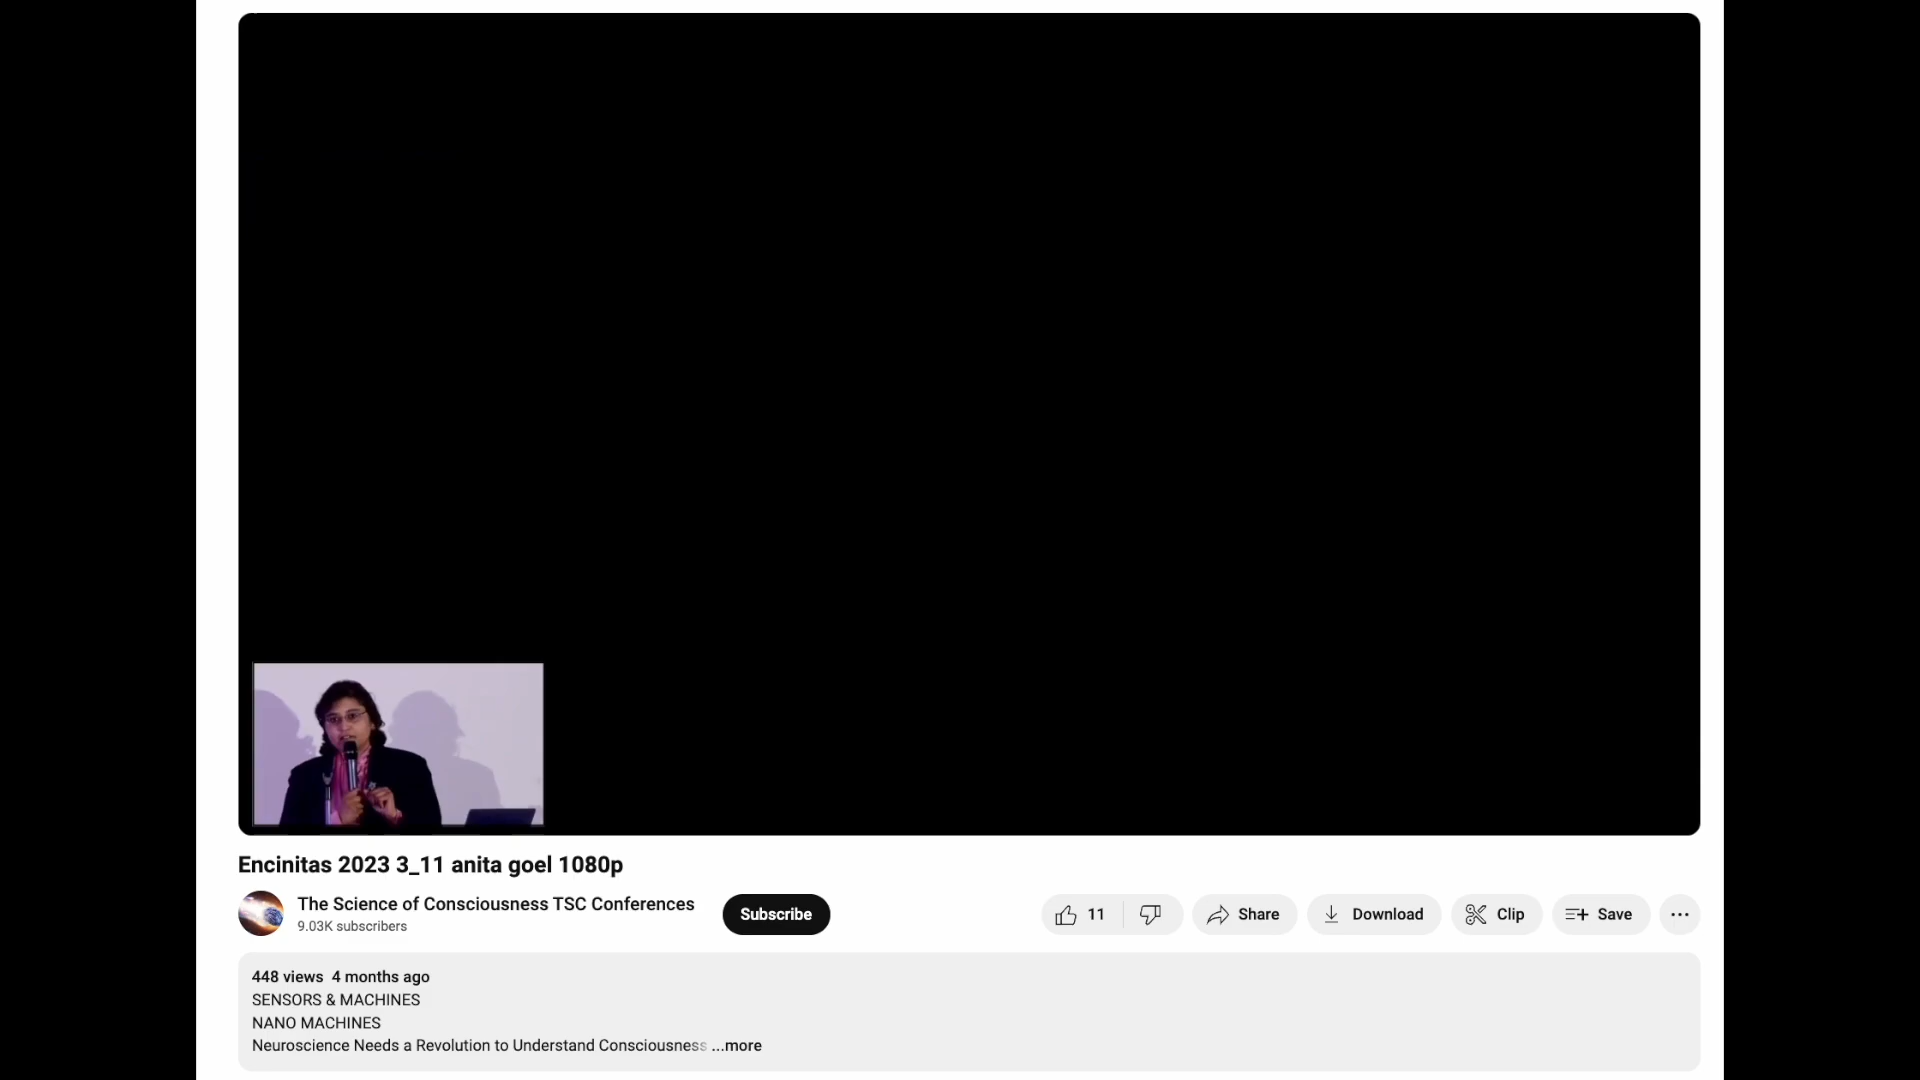 Encinitas 2023 3_11 anita goel 1080p
The Science of Consciousness TSC Conferences
9.03K subscribers
Subscribe
11
Share
Download
Clip
Save
448 views 4 months ago
SENSORS & MACHINES
NANO MACHINES
Neuroscience Needs a Revolution to Understand Consciousness ...more